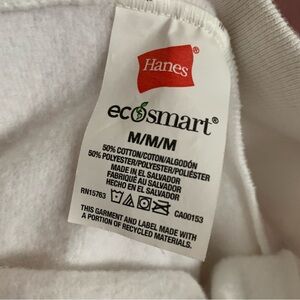 Hanes®
ecosmart®
M/M/M
50% COTTON/COTON/ALGODÓN
50% POLYESTER/POLYESTER/POLIÉSTER
MADE IN EL SALVADOR
FABRIQUÉ AU SALVADOR
HECHO EN EL SALVADOR
RN15763 CA00153
THIS GARMENT AND LABEL MADE WITH
A PORTION OF RECYCLED MATERIALS.